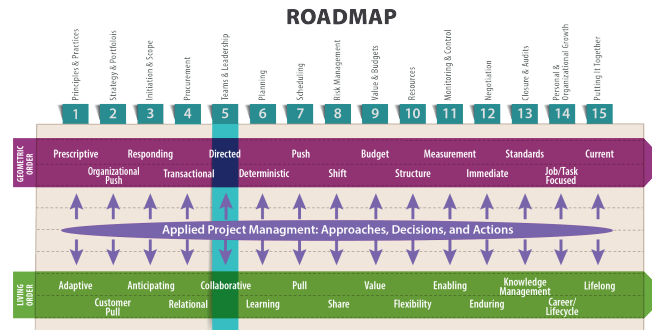 ROADMAP
Principles & Practices
Strategy & Portfolois
Initiation & Scope
Procurement
Teams & Leadership
Planning
Scheduling
Risk Management
Value & Budgets
Resources
Monitoring & Control
Negotiation
Closure & Audits
Personal &
Organizational Growth
Putting It Together
1 2 3 4 5 6 7 8 9 10 11 12 13 14 15
GEOMETRIC
ORDER
Prescriptive Responding Directed Push Budget Measurement Standards Current
Organizational
Push
Transactional Deterministic Shift Structure Immediate
Job/Task
Focused
Applied Project Managment: Approaches, Decisions, and Actions
LIVING
ORDER
Adaptive Anticipating Collaborative Pull Value Enabling
Knowledge
Management
Lifelong
Customer
Pull
Relational Learning Share Flexibility Enduring
Career/
Lifecycle